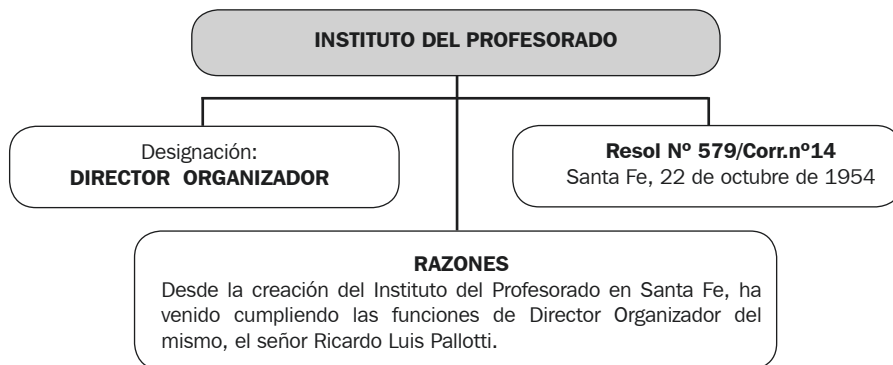 INSTITUTO DEL PROFESORADO
Designación:
DIRECTOR ORGANIZADOR
Resol Nº 579/Corr.nº14
Santa Fe, 22 de octubre de 1954
RAZONES
Desde la creación del Instituto del Profesorado en Santa Fe, ha
venido cumpliendo las funciones de Director Organizador del
mismo, el señor Ricardo Luis Pallotti.